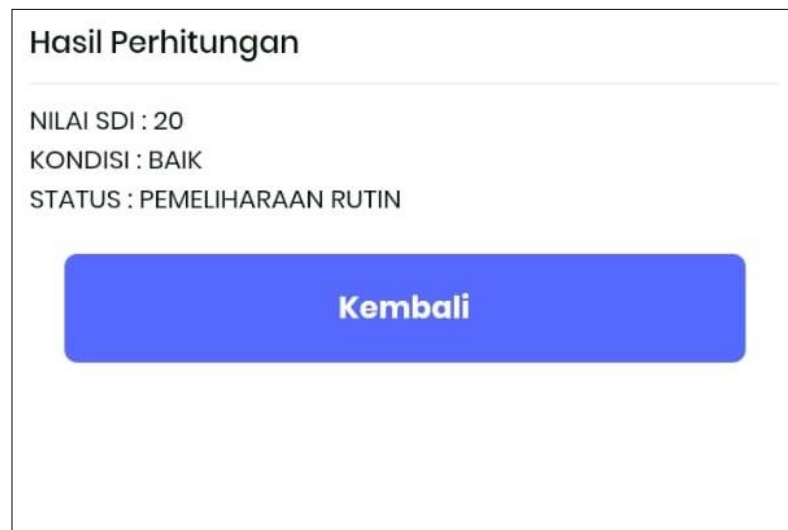 Hasil Perhitungan
NILAI SDI : 20
KONDISI : BAIK
STATUS : PEMELIHARAAN RUTIN
Kembali